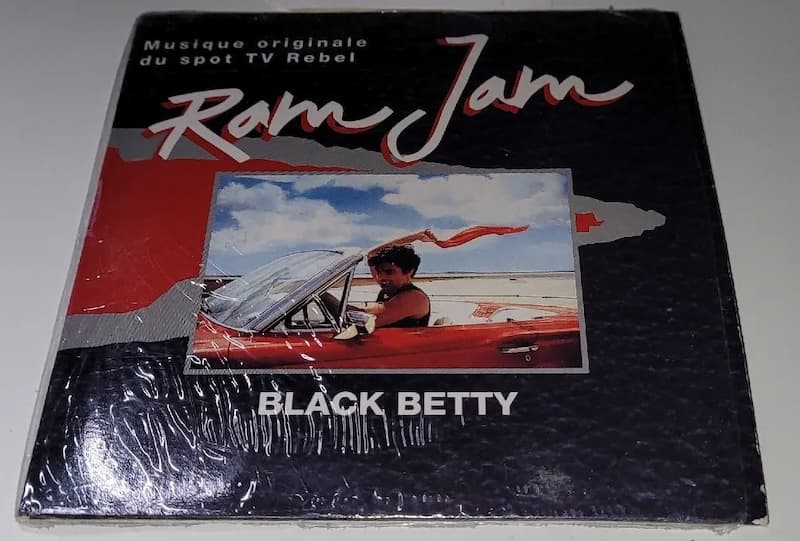 Musique originale
du spot TV Rebel
Ram Jam
BLACK BETTY